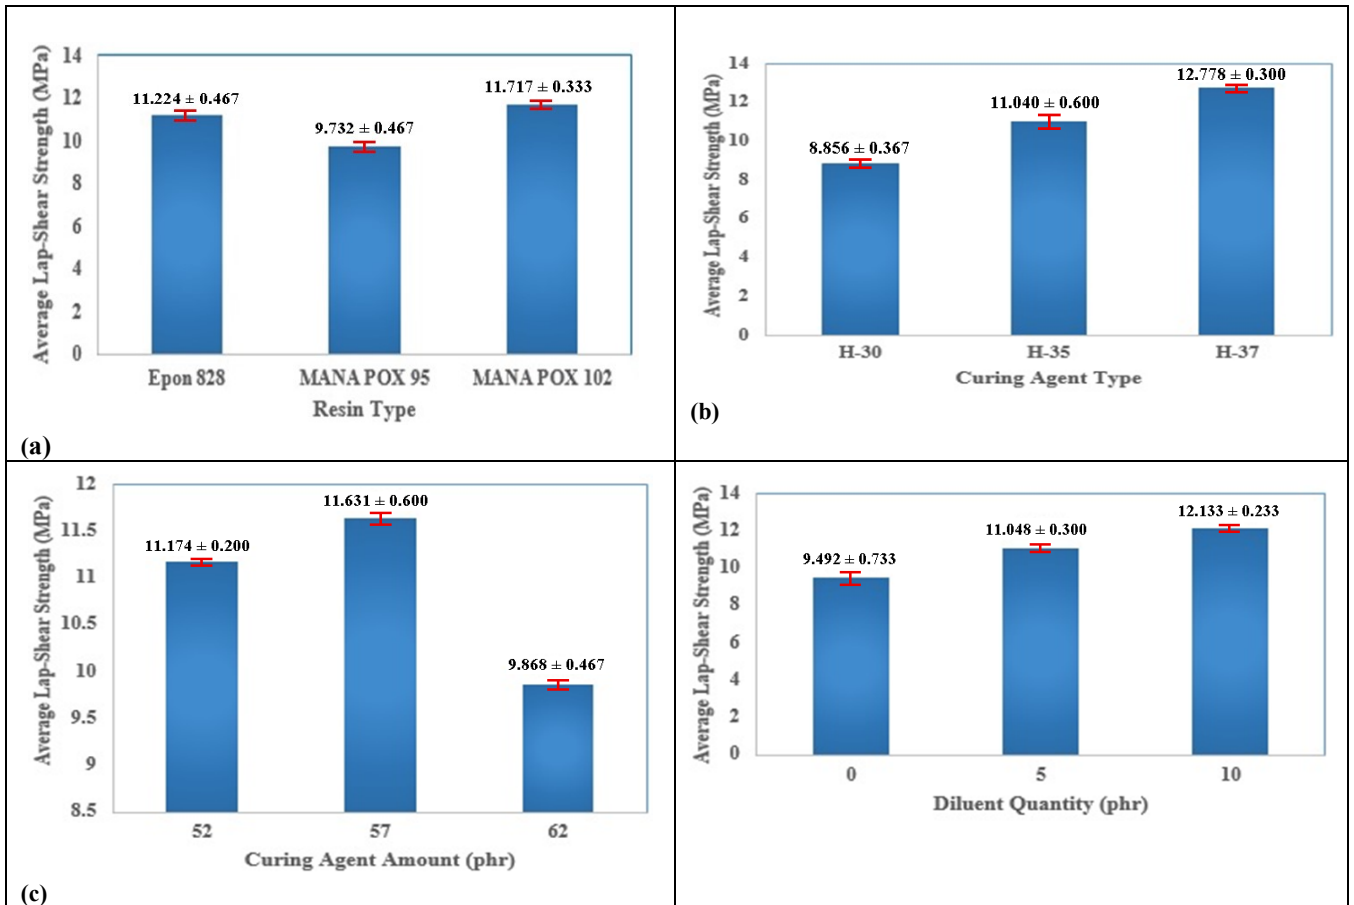 Average Lap-Shear Strength (MPa)
14
12
10
8
6
4
2
0
11.224 ± 0.467
9.732 ± 0.467
11.717 ± 0.333
Epon 828
MANA POX 95
MANA POX 102
Resin Type
(a)
Average Lap-Shear Strength (MPa)
14
12
10
8
6
4
2
0
8.856 ± 0.367
11.040 ± 0.600
12.778 ± 0.300
H-30
H-35
H-37
Curing Agent Type
(b)
Average Lap-Shear Strength (MPa)
12
11.5
11
10.5
10
9.5
9
8.5
11.174 ± 0.200
11.631 ± 0.600
9.868 ± 0.467
52
57
62
Curing Agent Amount (phr)
(c)
Average Lap-Shear Strength (MPa)
14
12
10
8
6
4
2
0
9.492 ± 0.733
11.048 ± 0.300
12.133 ± 0.233
0
5
10
Diluent Quantity (phr)